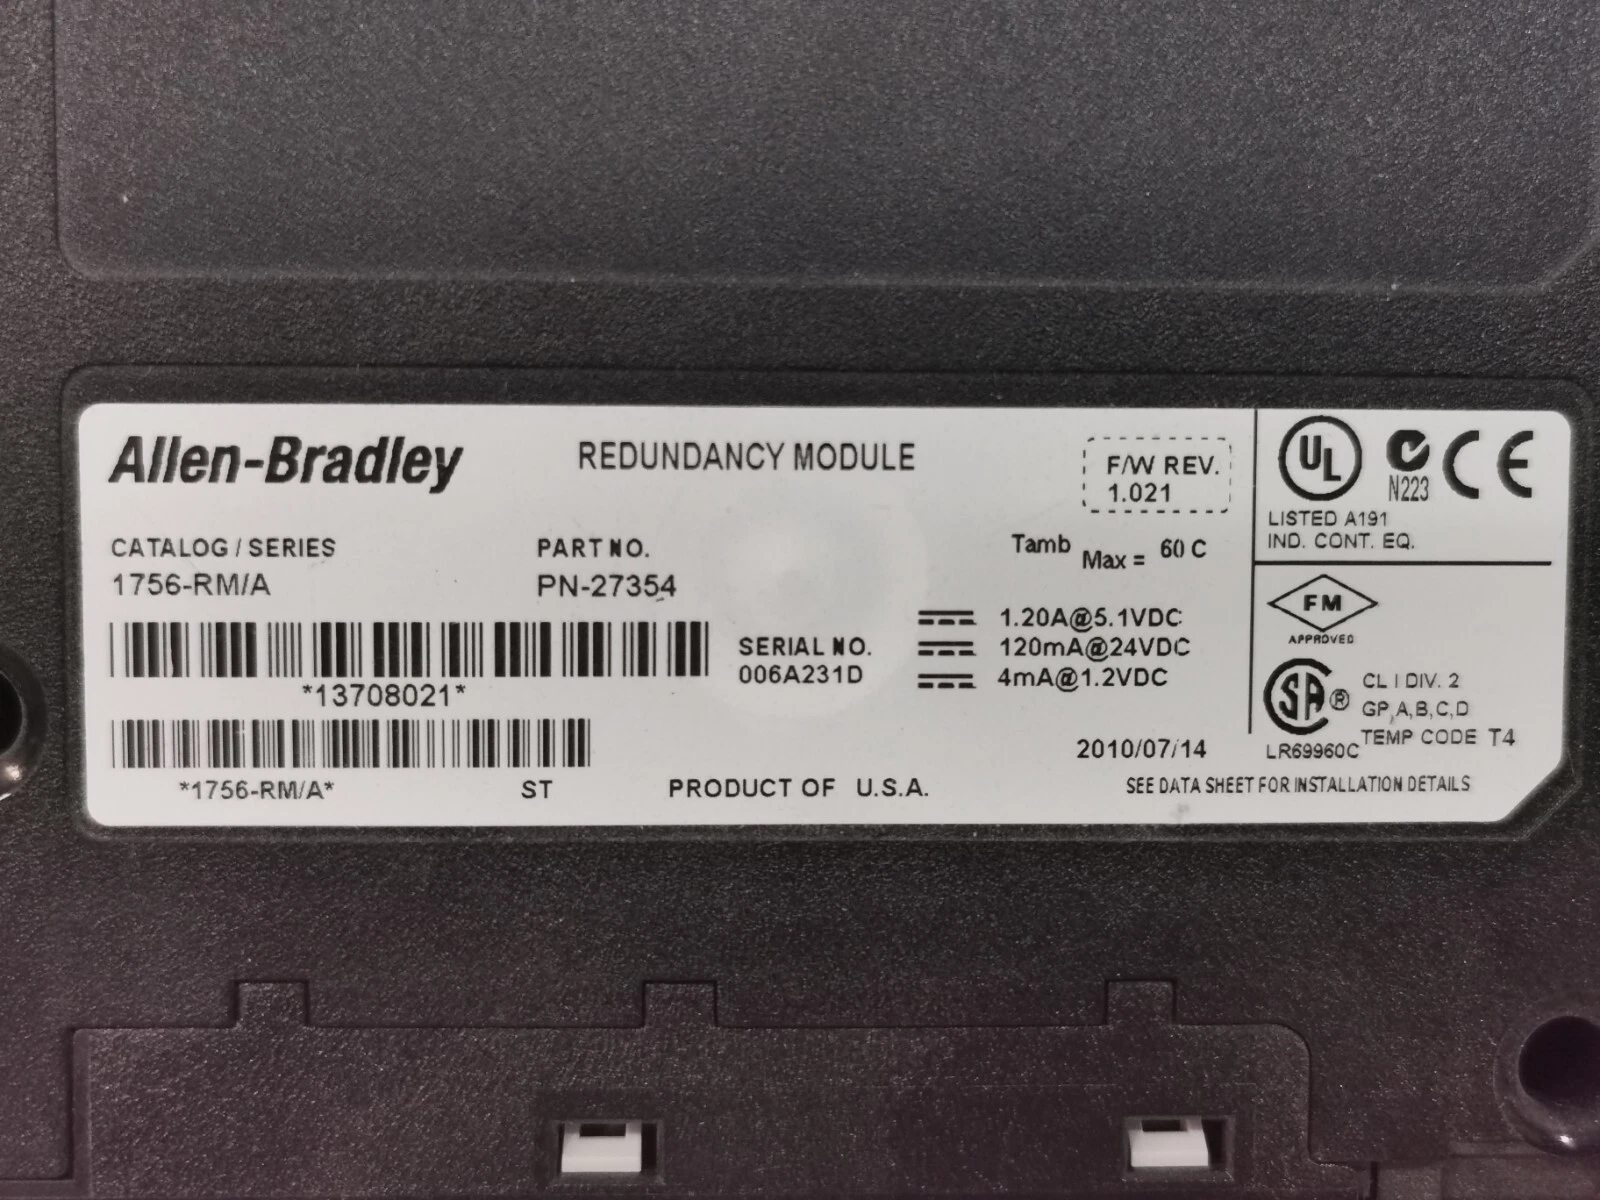 Allen-Bradley
REDUNDANCY MODULE
F/W REV.
1.021
CATALOG / SERIES
1756-RM/A
PART NO.
PN-27354
Tamb Max = 60 C
*13708021*
SERIAL NO.
006A231D
1.20A@5.1VDC
120mA@24VDC
4mA@1.2VDC
*1756-RM/A*
ST
PRODUCT OF U.S.A.
2010/07/14
UL
N223
CE
LISTED A191
IND. CONT. EQ.
FM
APPROVED
SA ®
CL I DIV. 2
GP,A,B,C,D
TEMP CODE T4
LR69960C
SEE DATA SHEET FOR INSTALLATION DETAILS